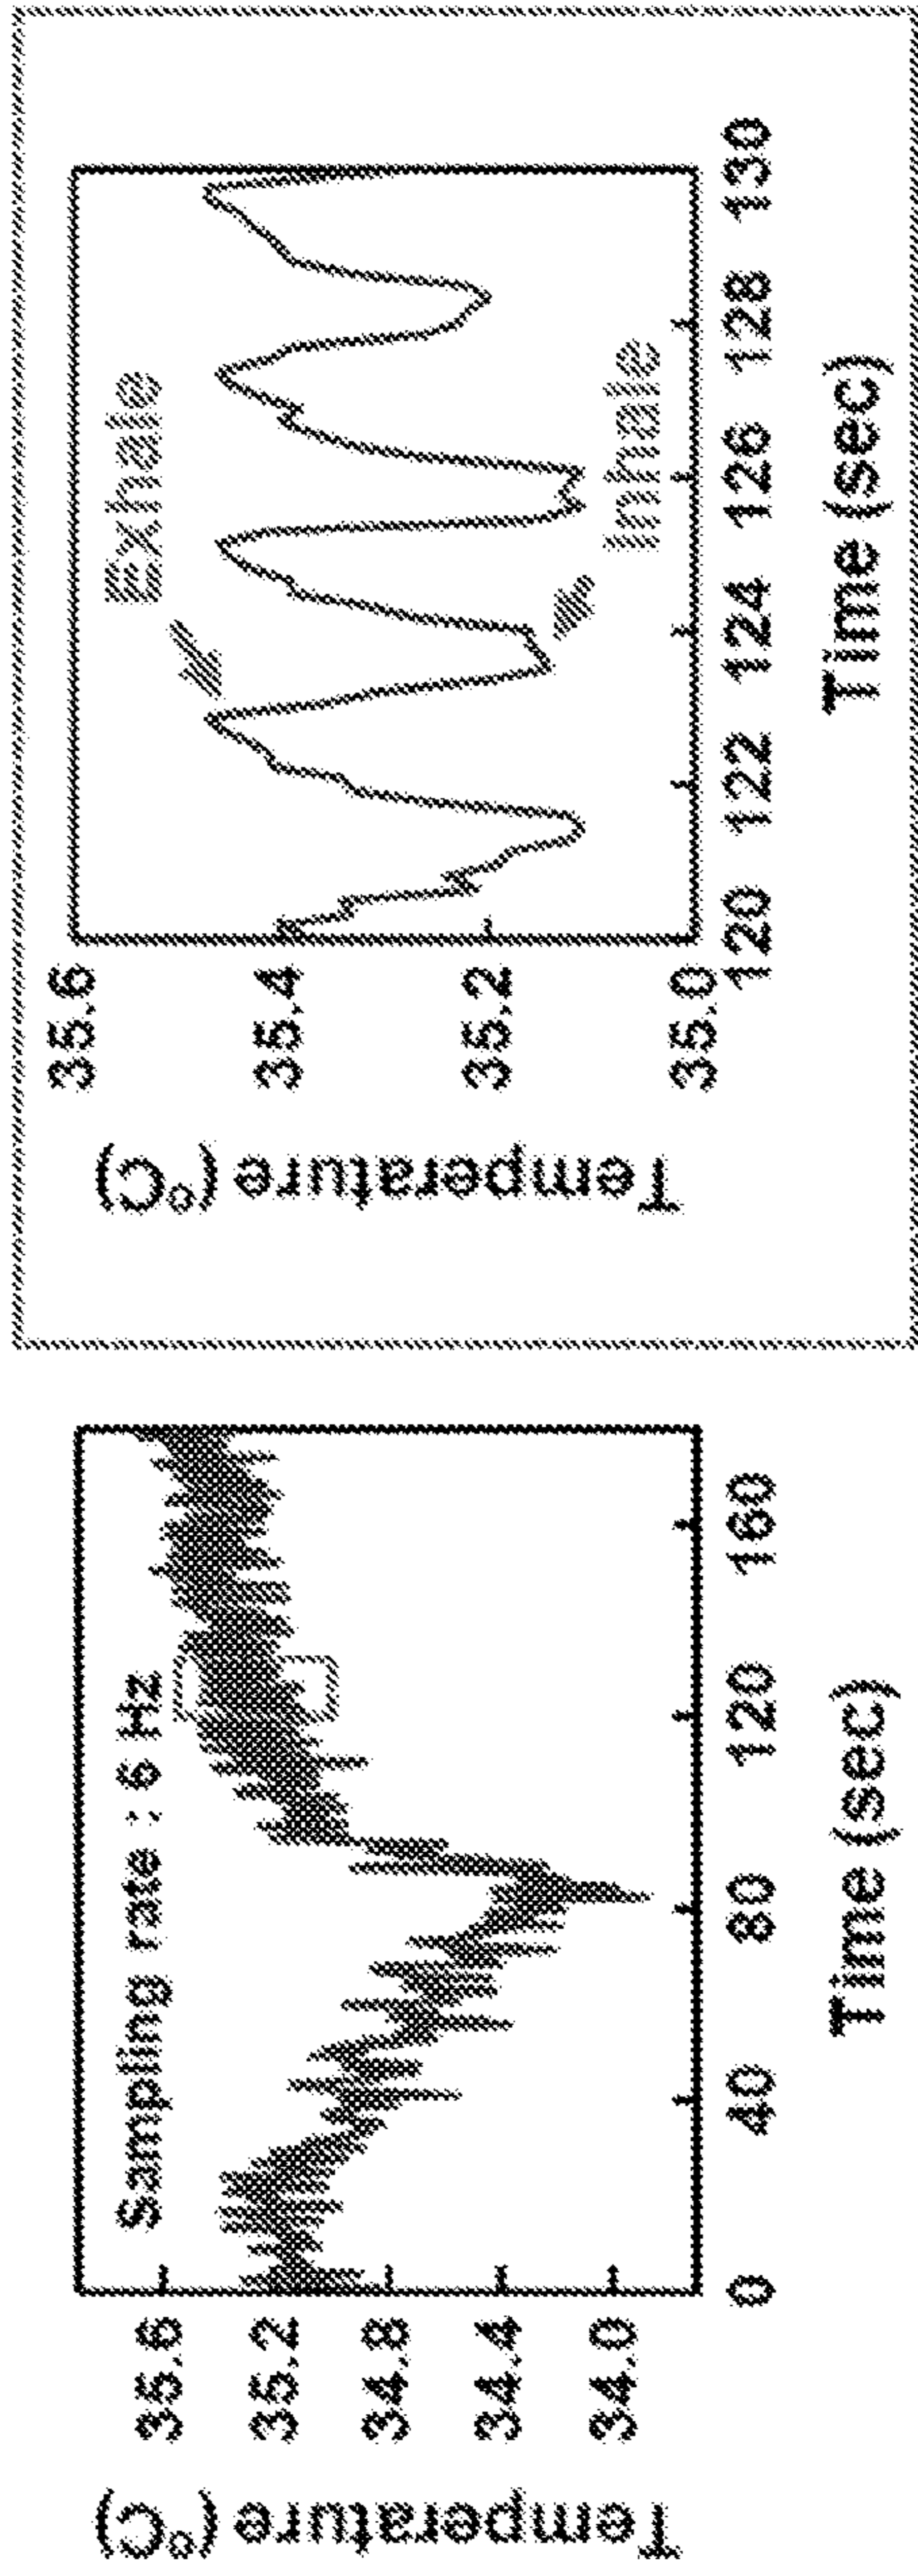 Temperature (°C)
35.6
35.2
34.8
34.4
34.0
Sampling rate : 6 Hz
0
40
80
120
160
Time (sec)
Temperature (°C)
35.6
35.4
35.2
35.0
Exhale
Inhale
120
122
124
126
128
130
Time (sec)